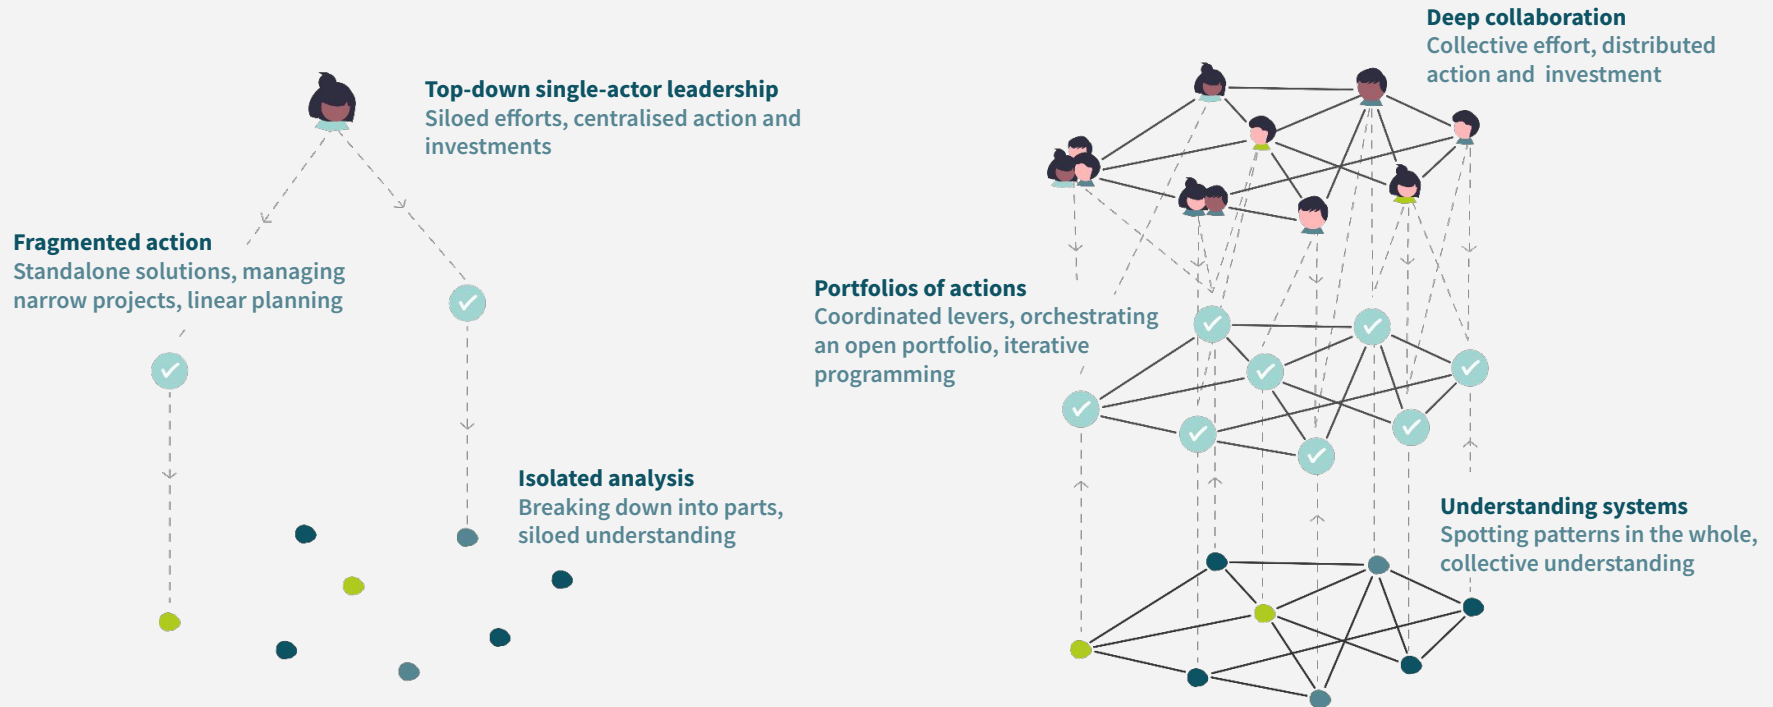 Top-down single-actor leadership
Siloed efforts, centralised action and
investments
Fragmented action
Standalone solutions, managing
narrow projects, linear planning
Isolated analysis
Breaking down into parts,
siloed understanding
Deep collaboration
Collective effort, distributed
action and investment
Portfolios of actions
Coordinated levers, orchestrating
an open portfolio, iterative
programming
Understanding systems
Spotting patterns in the whole,
collective understanding